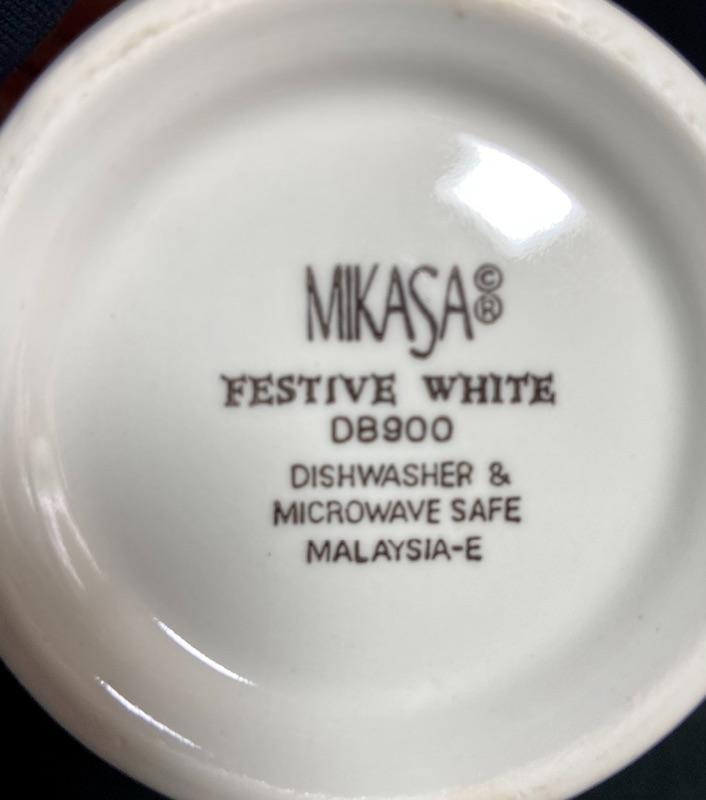 MIKASA©®
FESTIVE WHITE
DB900
DISHWASHER &
MICROWAVE SAFE
MALAYSIA-E